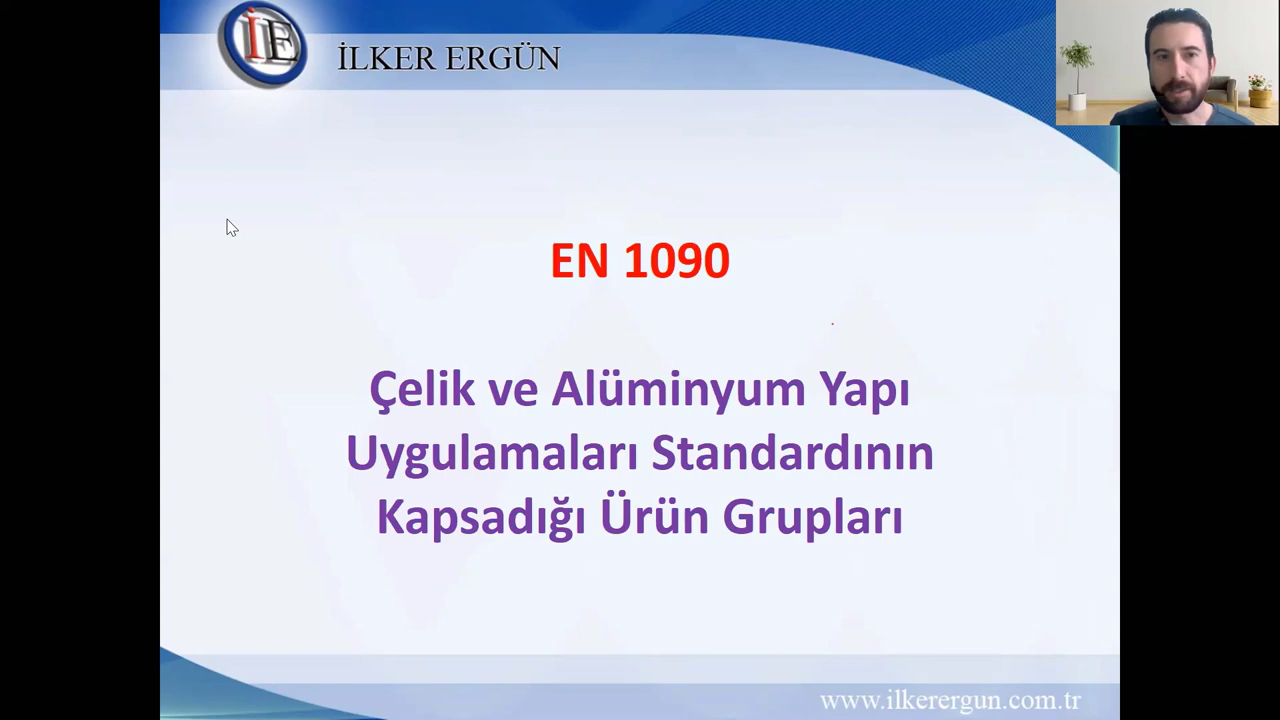 İE
İLKER ERGÜN
EN 1090
Çelik ve Alüminyum Yapı
Uygulamaları Standardının
Kapsadığı Ürün Grupları
www.ilkerergun.com.tr